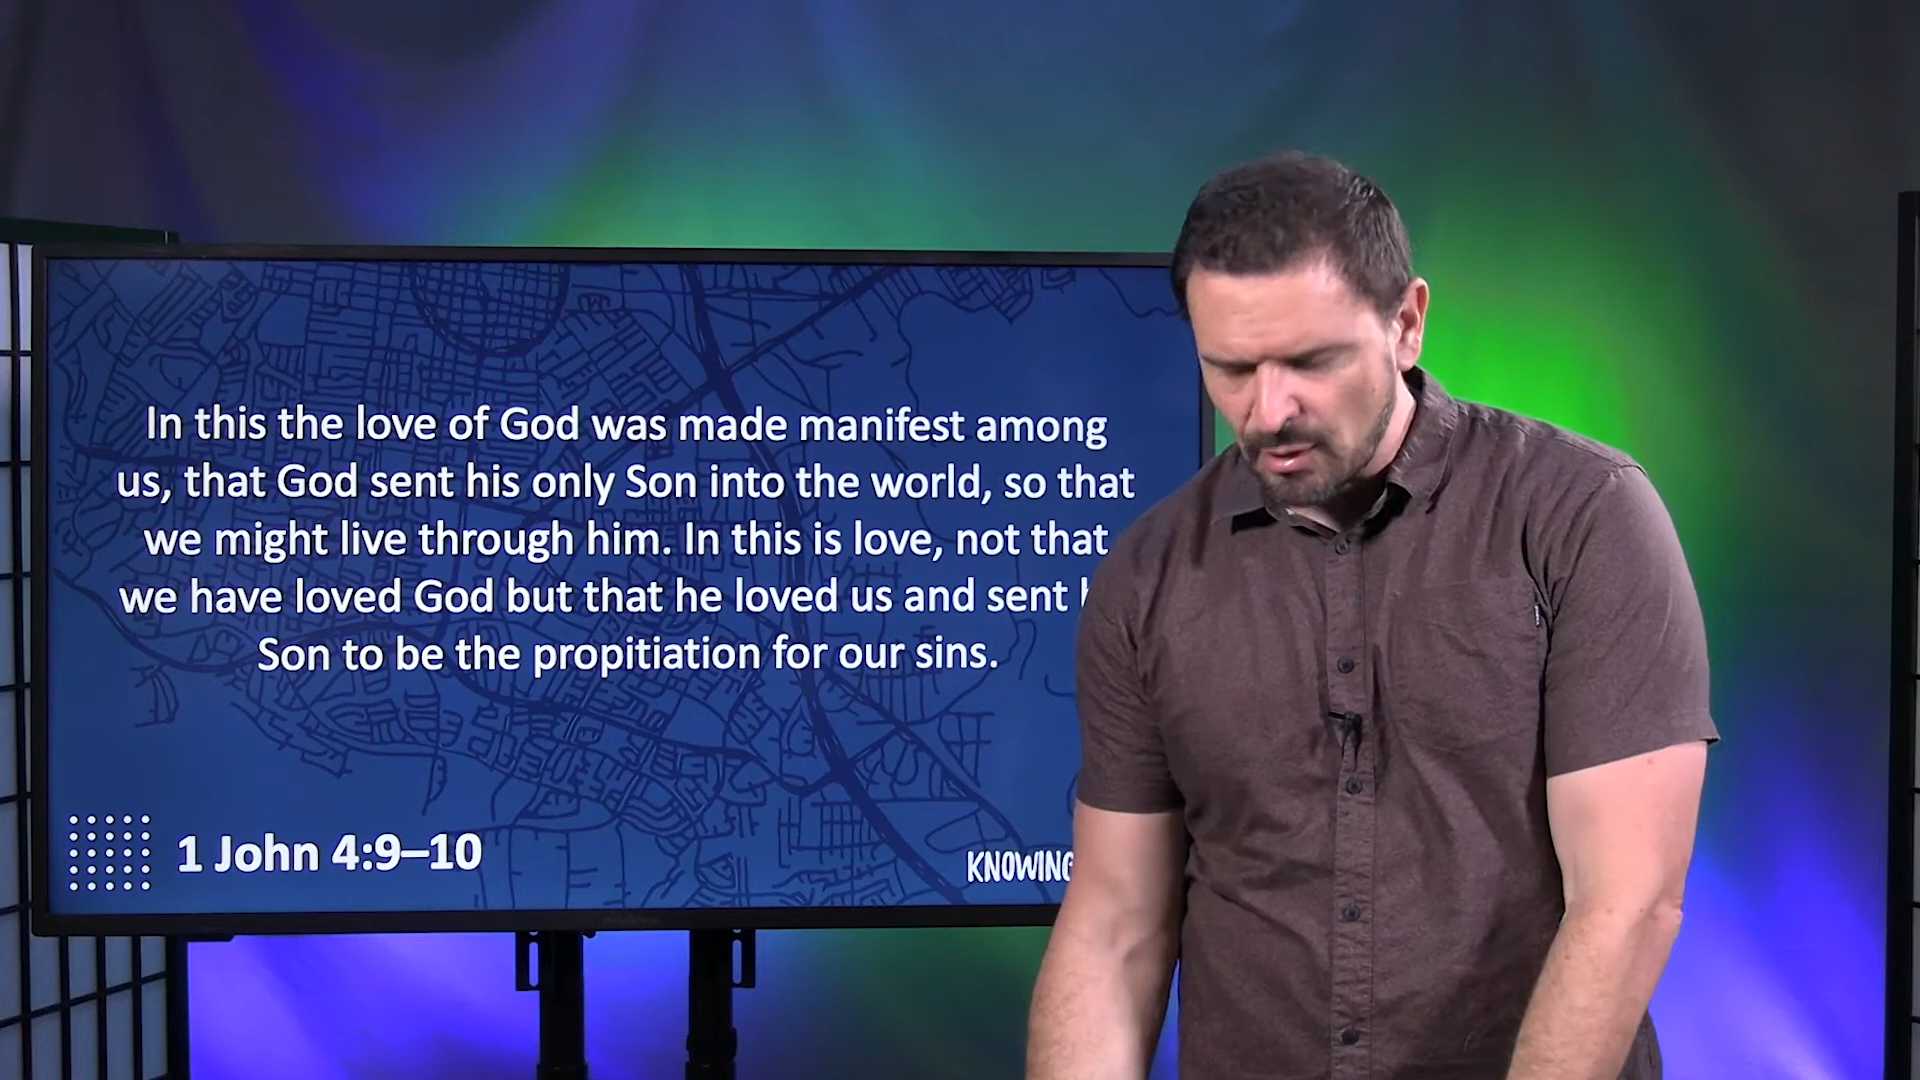 In this the love of God was made manifest among
us, that God sent his only Son into the world, so that
we might live through him. In this is love, not that
we have loved God but that he loved us and sent
Son to be the propitiation for our sins.
1 John 4:9–10
KNOWING